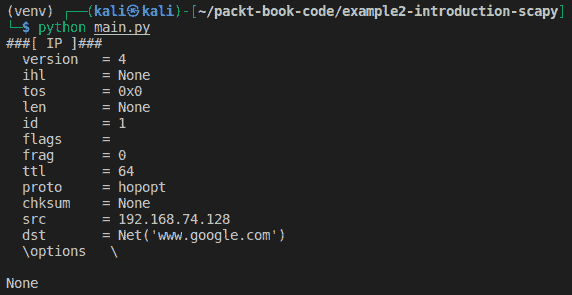 (venv) ┌──(kali㉿kali)-[~/packt-book-code/example2-introduction-scapy]
└─$ python main.py
###[ IP ]###
  version   = 4
  ihl       = None
  tos       = 0x0
  len       = None
  id        = 1
  flags     =
  frag      = 0
  ttl       = 64
  proto     = hopopt
  chksum    = None
  src       = 192.168.74.128
  dst       = Net('www.google.com')
  \options   \
None